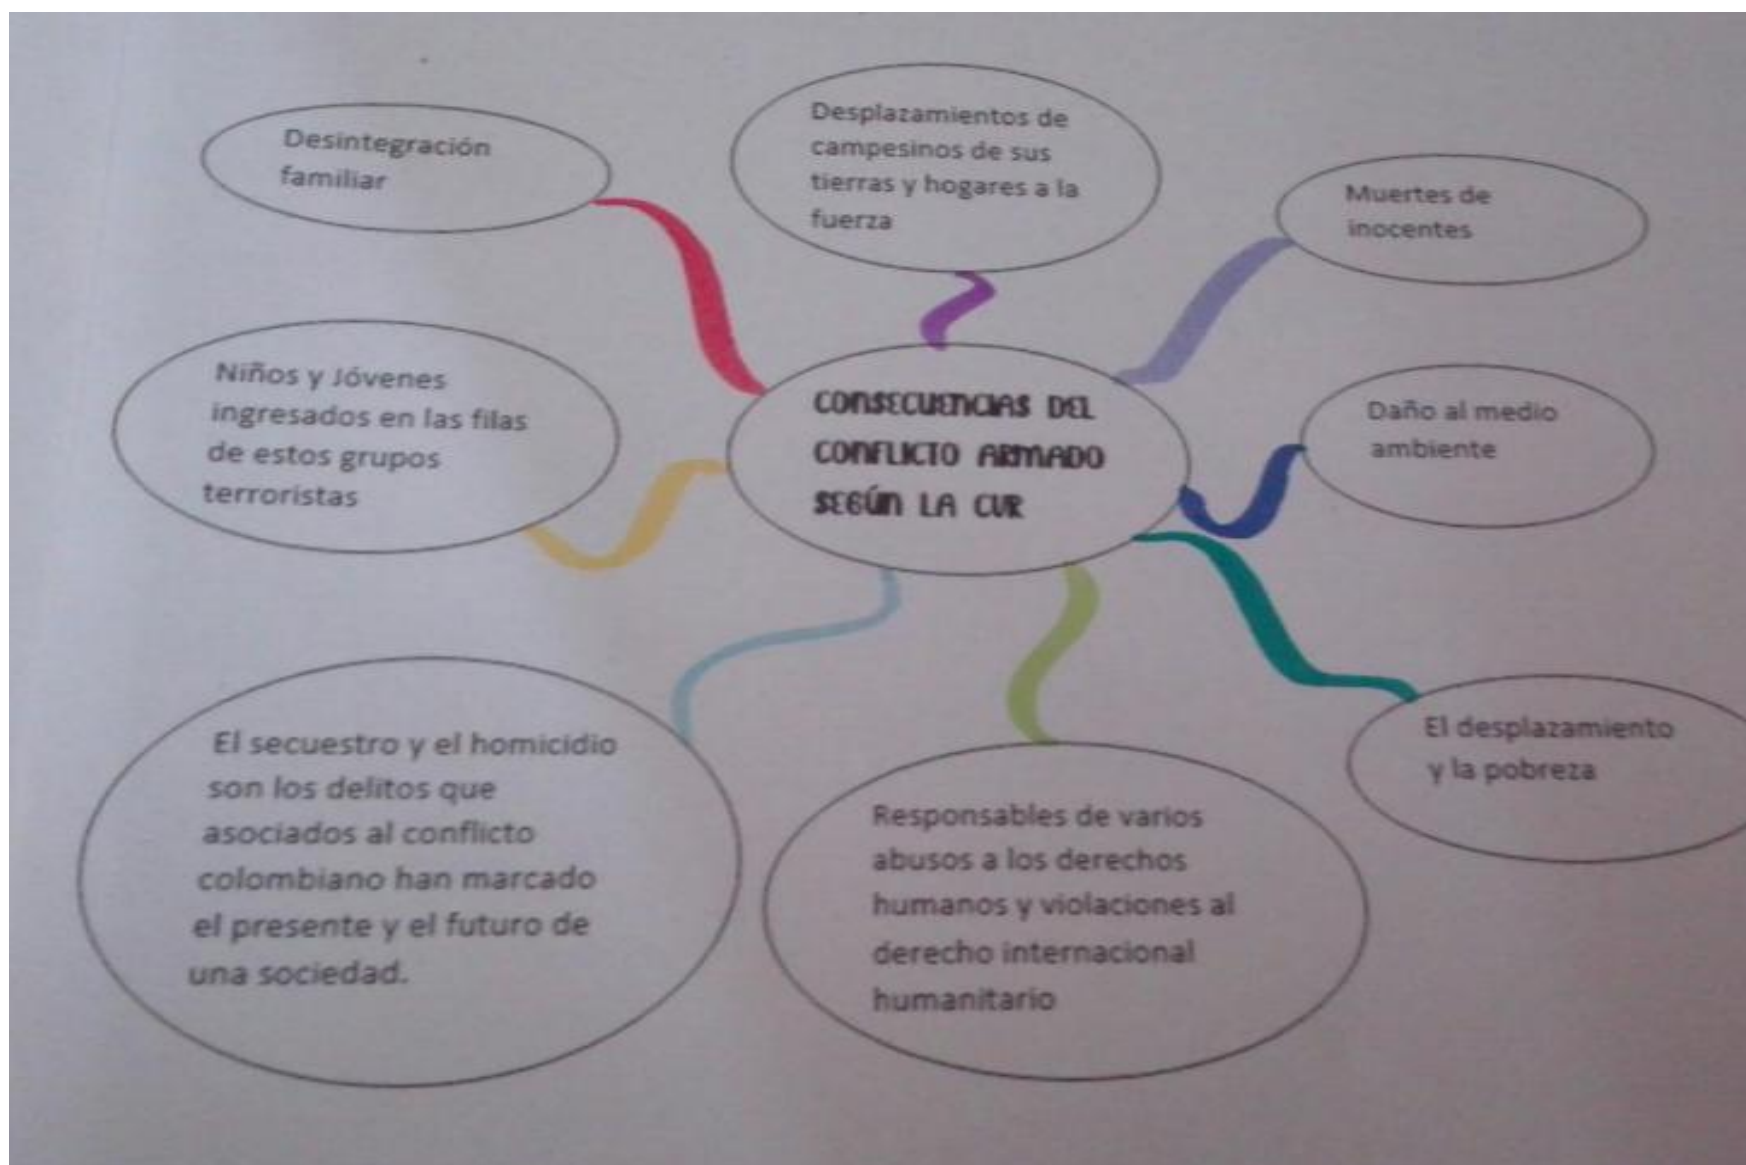 Desintegración
familiar
Desplazamientos de
campesinos de sus
tierras y hogares a la
fuerza
Muertes de
inocentes
Niños y Jóvenes
ingresados en las filas
de estos grupos
terroristas
CONSECUENCIAS DEL
CONFLICTO ARMADO
SEGÚN LA CVR
Daño al medio
ambiente
El secuestro y el homicidio
son los delitos que
asociados al conflicto
colombiano han marcado
el presente y el futuro de
una sociedad.
Responsables de varios
abusos a los derechos
humanos y violaciones al
derecho internacional
humanitario
El desplazamiento
y la pobreza